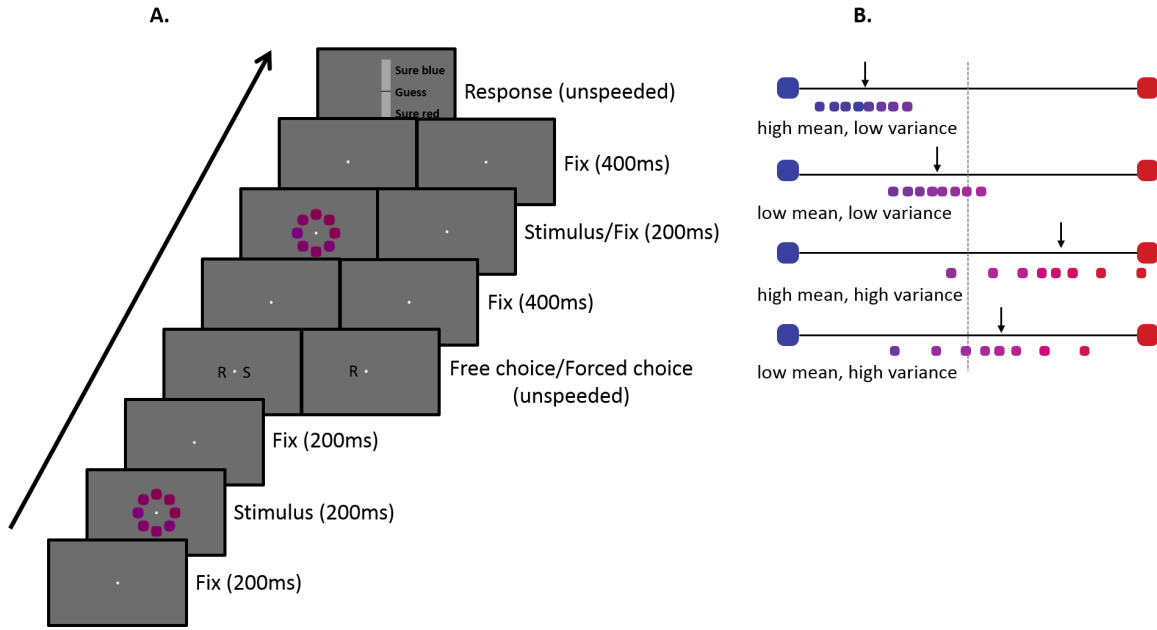 A.
B.
Sure blue
Guess
Sure red
Response (unspeeded)
Fix (400ms)
Stimulus/Fix (200ms)
Fix (400ms)
R S
R
Free choice/Forced choice
(unspeeded)
Fix (200ms)
Stimulus (200ms)
Fix (200ms)
high mean, low variance
low mean, low variance
high mean, high variance
low mean, high variance